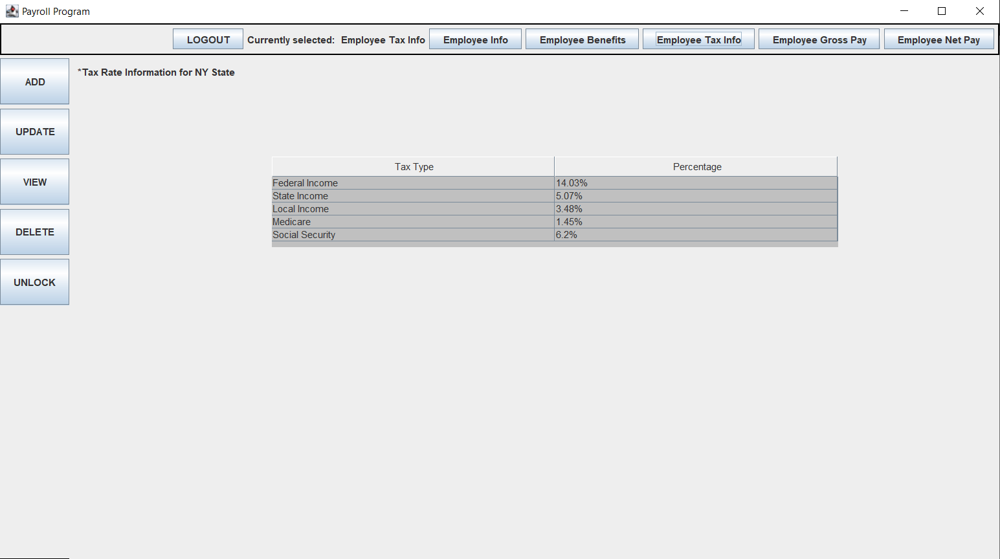 Payroll Program
LOGOUT Currently selected: Employee Tax Info Employee Info Employee Benefits Employee Tax Info Employee Gross Pay Employee Net Pay
ADD
UPDATE
VIEW
DELETE
UNLOCK
*Tax Rate Information for NY State
Tax Type Percentage
Federal Income 14.03%
State Income 5.07%
Local Income 3.48%
Medicare 1.45%
Social Security 6.2%